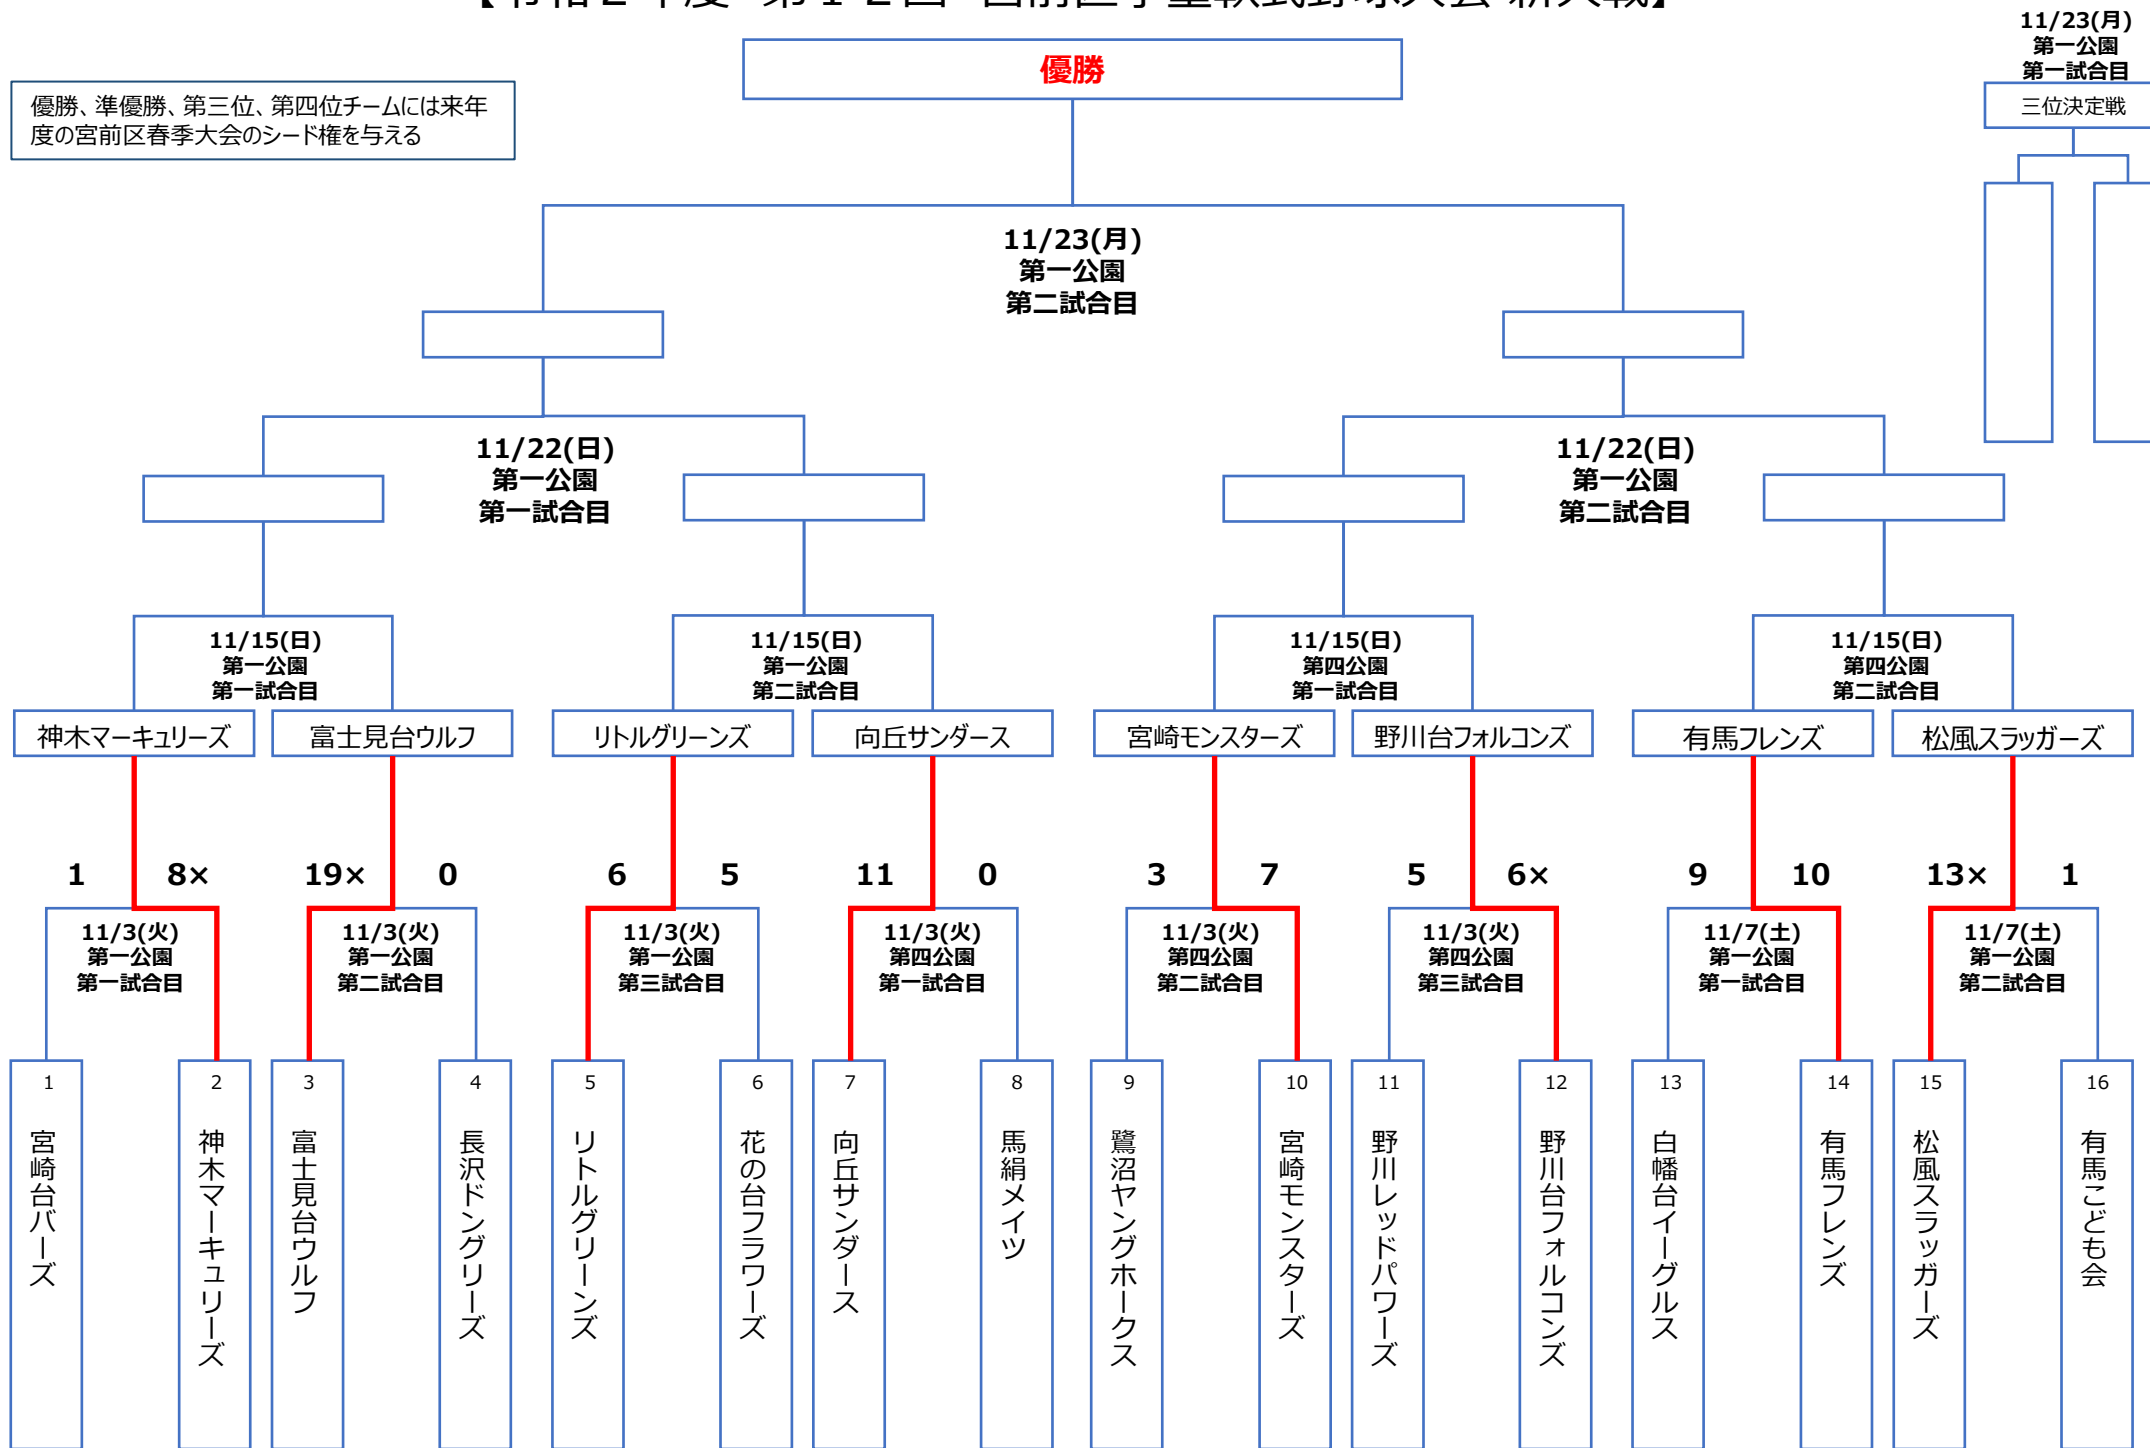 【令和２年度 第１２回 宮前区学童軟式野球大会 新人戦】
11/23(月)
第一公園
第一試合目
三位決定戦
優勝
優勝、準優勝、第三位、第四位チームには来年
度の宮前区春季大会のシード権を与える
11/23(月)
第一公園
第二試合目
11/22(日)
第一公園
第一試合目
11/22(日)
第一公園
第二試合目
11/15(日)
第一公園
第一試合目
11/15(日)
第一公園
第二試合目
11/15(日)
第四公園
第一試合目
11/15(日)
第四公園
第二試合目
神木マーキュリーズ
富士見台ウルフ
リトルグリーンズ
向丘サンダース
宮崎モンスターズ
野川台フォルコンズ
有馬フレンズ
松風スラッガーズ
1 8×
19× 0
6 5
11 0
3 7
5 6×
9 10
13× 1
11/3(火)
第一公園
第一試合目
11/3(火)
第一公園
第二試合目
11/3(火)
第一公園
第三試合目
11/3(火)
第四公園
第一試合目
11/3(火)
第四公園
第二試合目
11/3(火)
第四公園
第三試合目
11/7(土)
第一公園
第一試合目
11/7(土)
第一公園
第二試合目
1
宮崎台バーズ
2
神木マーキュリーズ
3
富士見台ウルフ
4
長沢ドングリーズ
5
リトルグリーンズ
6
花の台フラワーズ
7
向丘サンダース
8
馬絹メイツ
9
鷺沼ヤングホークス
10
宮崎モンスターズ
11
野川レッドパワーズ
12
野川台フォルコンズ
13
白幡台イーグルス
14
有馬フレンズ
15
松風スラッガーズ
16
有馬こども会